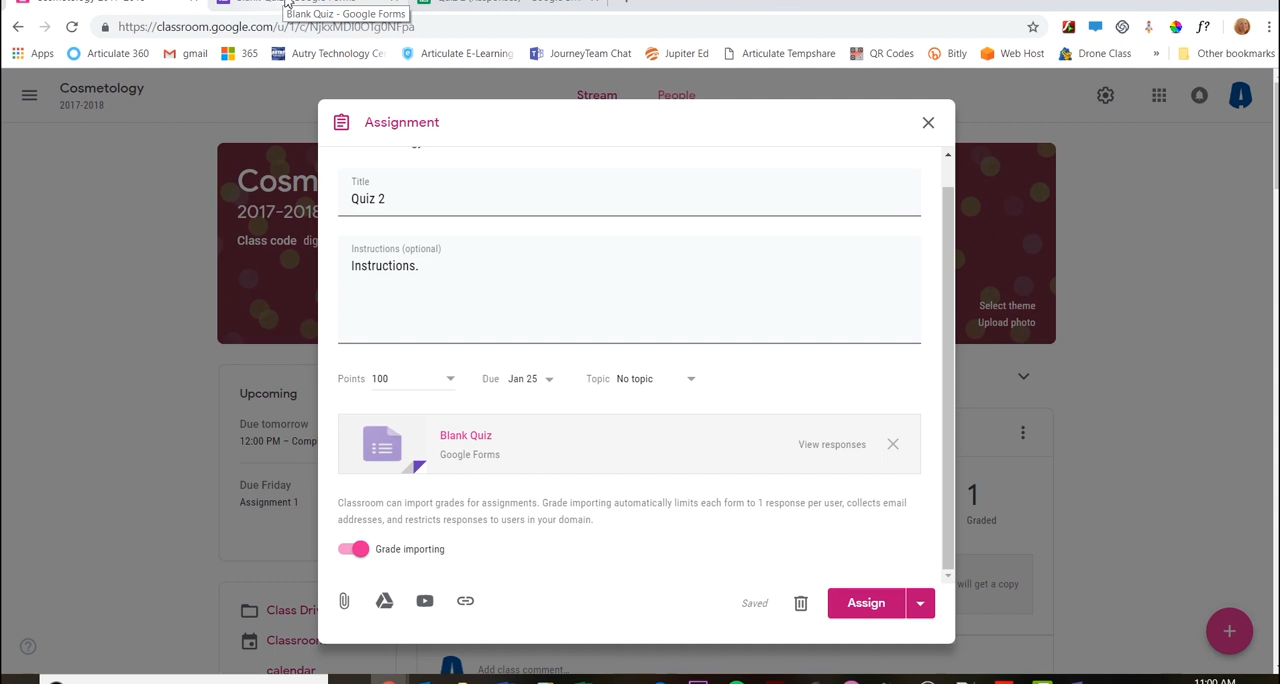 Cosmetology 2017-2018
Blank Quiz - Google Forms
https://classroom.google.com/u/1/c/NjkxMDI0OTg0NFpa
Apps Articulate 360 gmail 365 Autry Technology Cen Articulate E-Learning JourneyTeam Chat Jupiter Ed Articulate Tempshare QR Codes Bitly Web Host Drone Class » Other bookmarks
Cosmetology
2017-2018
Stream People
Assignment
Title
Quiz 2
Instructions (optional)
Instructions.
Points 100 Due Jan 25 Topic No topic
Blank Quiz
Google Forms
View responses
Classroom can import grades for assignments. Grade importing automatically limits each form to 1 response per user, collects email
addresses, and restricts responses to users in your domain.
Grade importing
Saved
Assign
Cosm
2017-2018
Class code dig
Select theme
Upload photo
Upcoming
Due tomorrow
12:00 PM – Comp
Due Friday
Assignment 1
1
Graded
will get a copy
Class Dri
Classroom
calendar
Add class comment...
11:00 AM